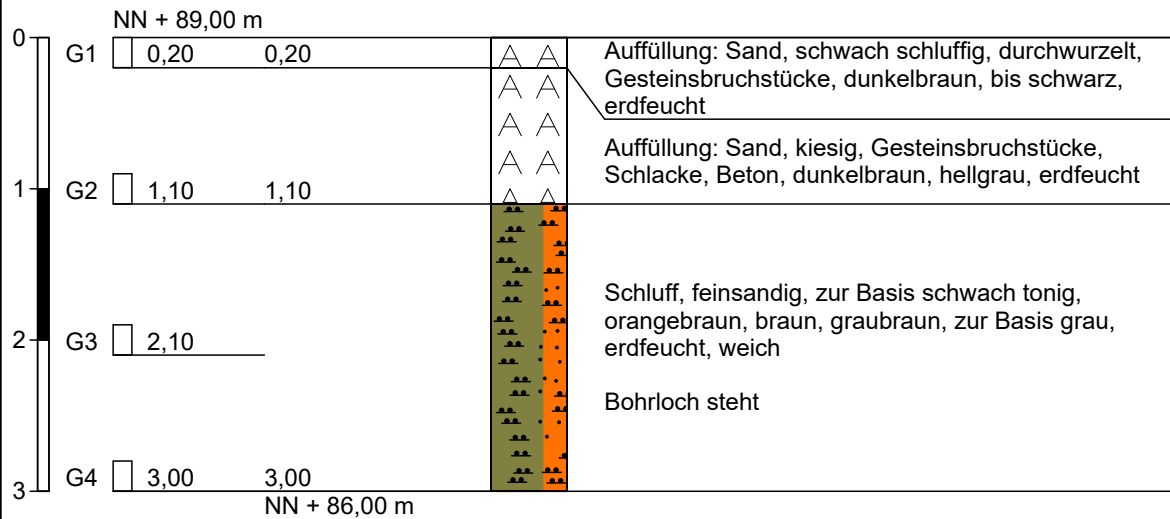 NN + 89,00 m
0
G1 0,20 0,20
Auffüllung: Sand, schwach schluffig, durchwurzelt,
Gesteinsbruchstücke, dunkelbraun, bis schwarz,
erdfeucht
Auffüllung: Sand, kiesig, Gesteinsbruchstücke,
Schlacke, Beton, dunkelbraun, hellgrau, erdfeucht
1
G2 1,10 1,10
Schluff, feinsandig, zur Basis schwach tonig,
orangebraun, braun, graubraun, zur Basis grau,
erdfeucht, weich
2
G3 2,10
Bohrloch steht
3
G4 3,00 3,00
NN + 86,00 m